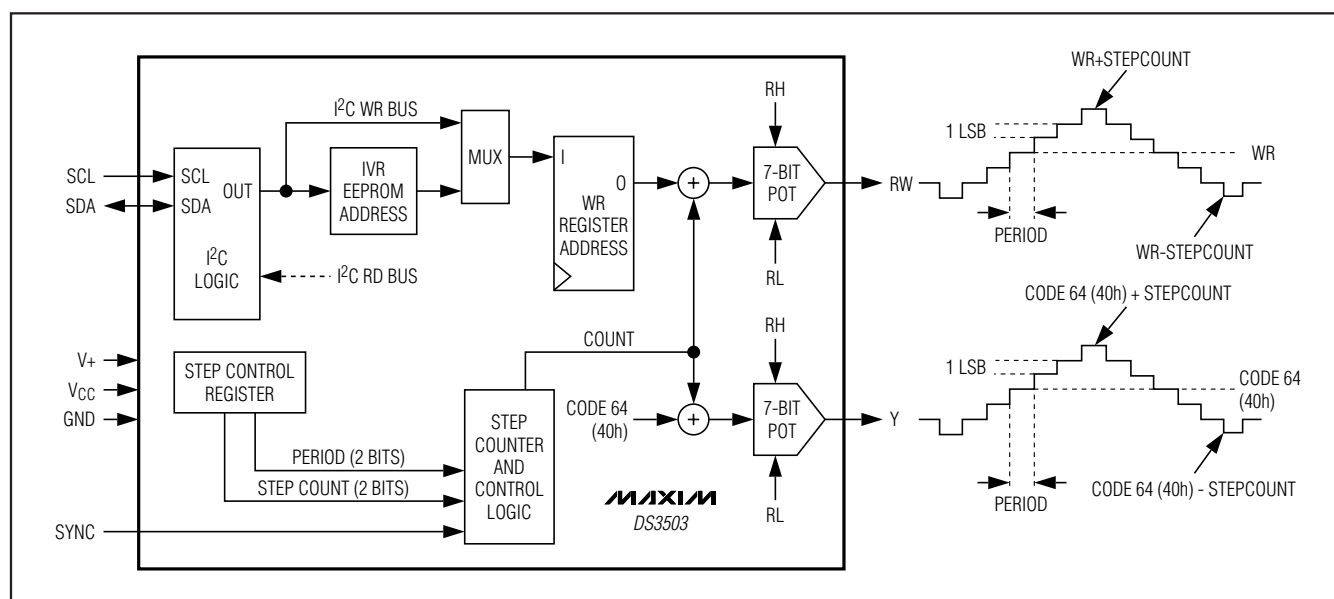 SCL
SDA
V+
VCC
GND
SYNC
SCL
SDA
OUT
I2C
LOGIC
I2C WR BUS
IVR
EEPROM
ADDRESS
MUX
I2C RD BUS
I
O
WR
REGISTER
ADDRESS
+
RH
7-BIT
POT
RL
RW
STEP CONTROL
REGISTER
PERIOD (2 BITS)
STEP COUNT (2 BITS)
COUNT
STEP
COUNTER
AND
CONTROL
LOGIC
CODE 64
(40h)
+
RH
7-BIT
POT
RL
Y
MAXIM
DS3503
WR+STEPCOUNT
1 LSB
WR
PERIOD
WR-STEPCOUNT
CODE 64 (40h) + STEPCOUNT
1 LSB
CODE 64
(40h)
PERIOD
CODE 64 (40h) - STEPCOUNT